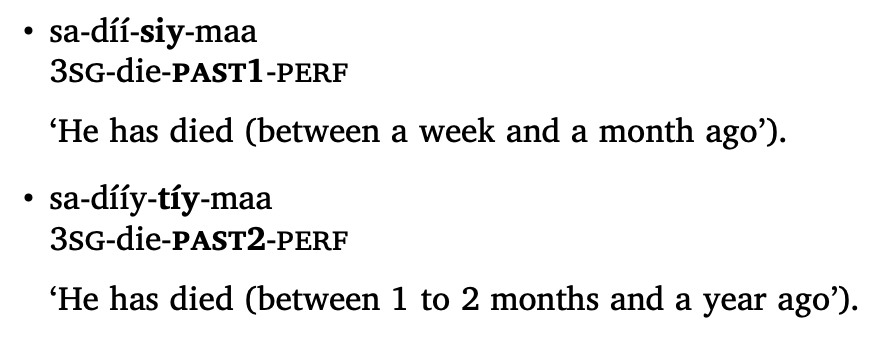 • sa-díí-siy-maa
3SG-die-PAST1-PERF
‘He has died (between a week and a month ago’).
• sa-dííy-tíy-maa
3SG-die-PAST2-PERF
‘He has died (between 1 to 2 months and a year ago’).